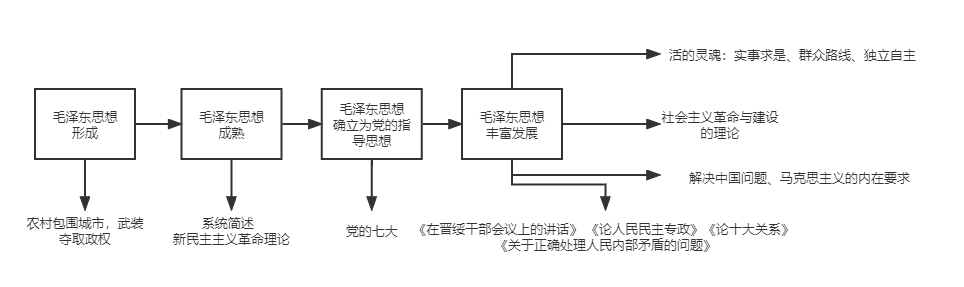 活的灵魂：实事求是、群众路线、独立自主
毛泽东思想
形成
毛泽东思想
成熟
毛泽东思想
确立为党的指
导思想
毛泽东思想
丰富发展
社会主义革命与建设
的理论
解决中国问题、马克思主义的内在要求
农村包围城市，武装
夺取政权
系统简述
新民主主义革命理论
党的七大
《在晋绥干部会议上的讲话》 《论人民民主专政》《论十大关系》
《关于正确处理人民内部矛盾的问题》